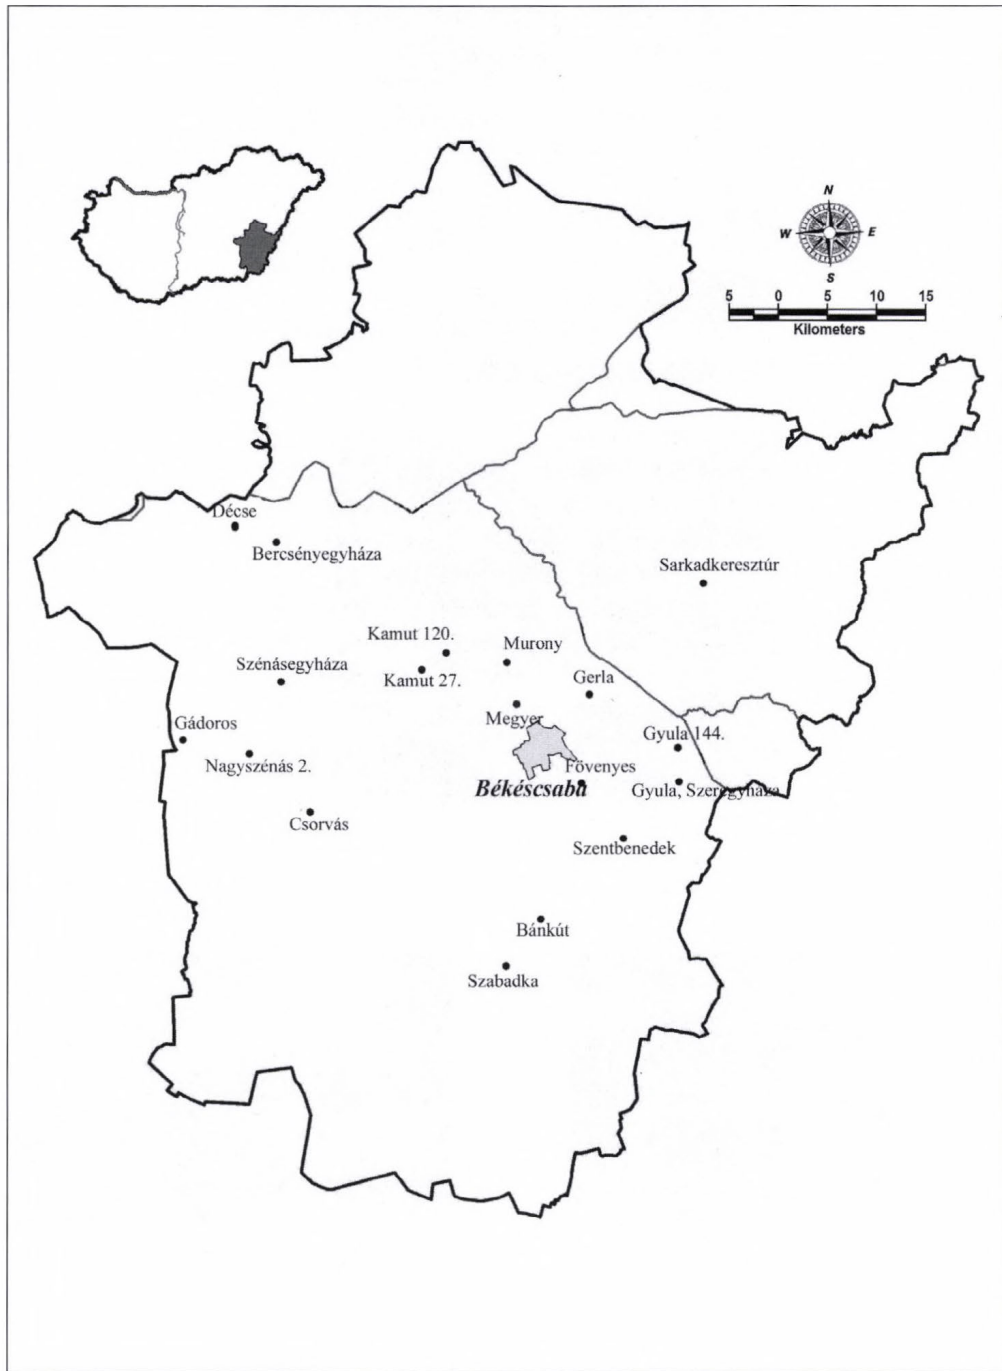 N
W E
S
5 0 5 10 15
Kilometers
Décse
Bercsényegyháza
Sarkadkeresztúr
Kamut 120.
Murony
Szénásegyháza
Kamut 27.
Gerla
Megyer
Gádoros
Gyula 144.
Nagyszénás 2.
Fövenyes
Békéscsaba
Gyula, Szeregyháza
Csorvás
Szentbenedek
Bánkút
Szabadka